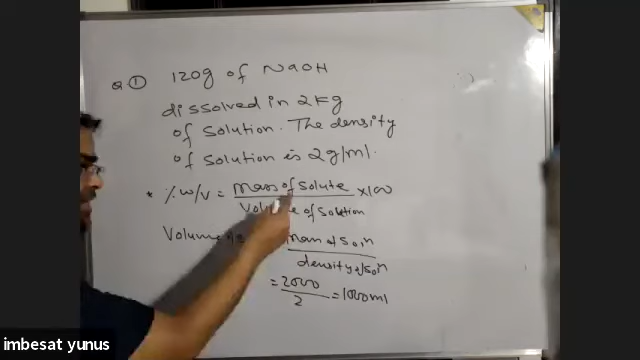 Q ① 120g of NaOH
dissolved in 2Kg
of solution. The density
of solution is 2g/ml.
* % w/v = mass of solute × 100
Volume of solution
Volume of mass of soln
density of soln
= 2000
2 = 1000ml
imbesat yunus